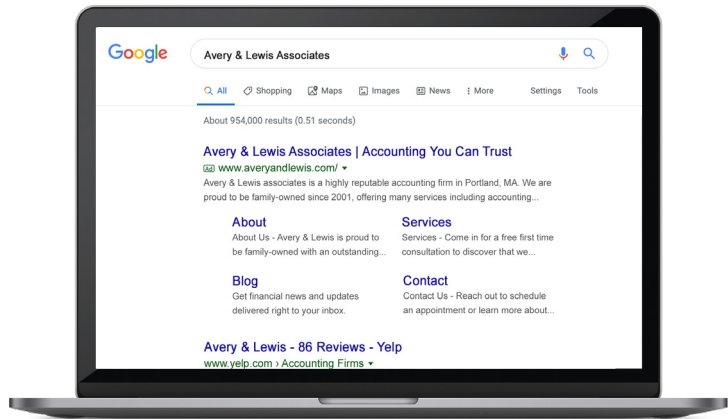 Google
Avery & Lewis Associates
All Shopping Maps Images News More Settings Tools
About 954,000 results (0.51 seconds)
Avery & Lewis Associates | Accounting You Can Trust
Ad www.averyandlewis.com/
Avery & Lewis associates is a highly reputable accounting firm in Portland, MA. We are
proud to be family-owned since 2001, offering many services including accounting...
About
About Us - Avery & Lewis is proud to
be family-owned with an outstanding...
Services
Services - Come in for a free first time
consultation to discover that we...
Blog
Get financial news and updates
delivered right to your inbox.
Contact
Contact Us - Reach out to schedule
an appointment or learn more about...
Avery & Lewis - 86 Reviews - Yelp
www.yelp.com › Accounting Firms